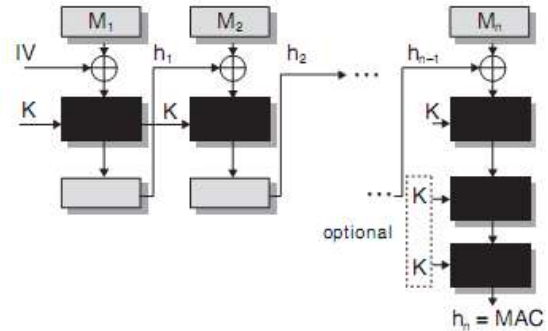 M1 M2 Mn
IV h1 h2 hn–1
K K K
... 
... K
optional
K
hn = MAC